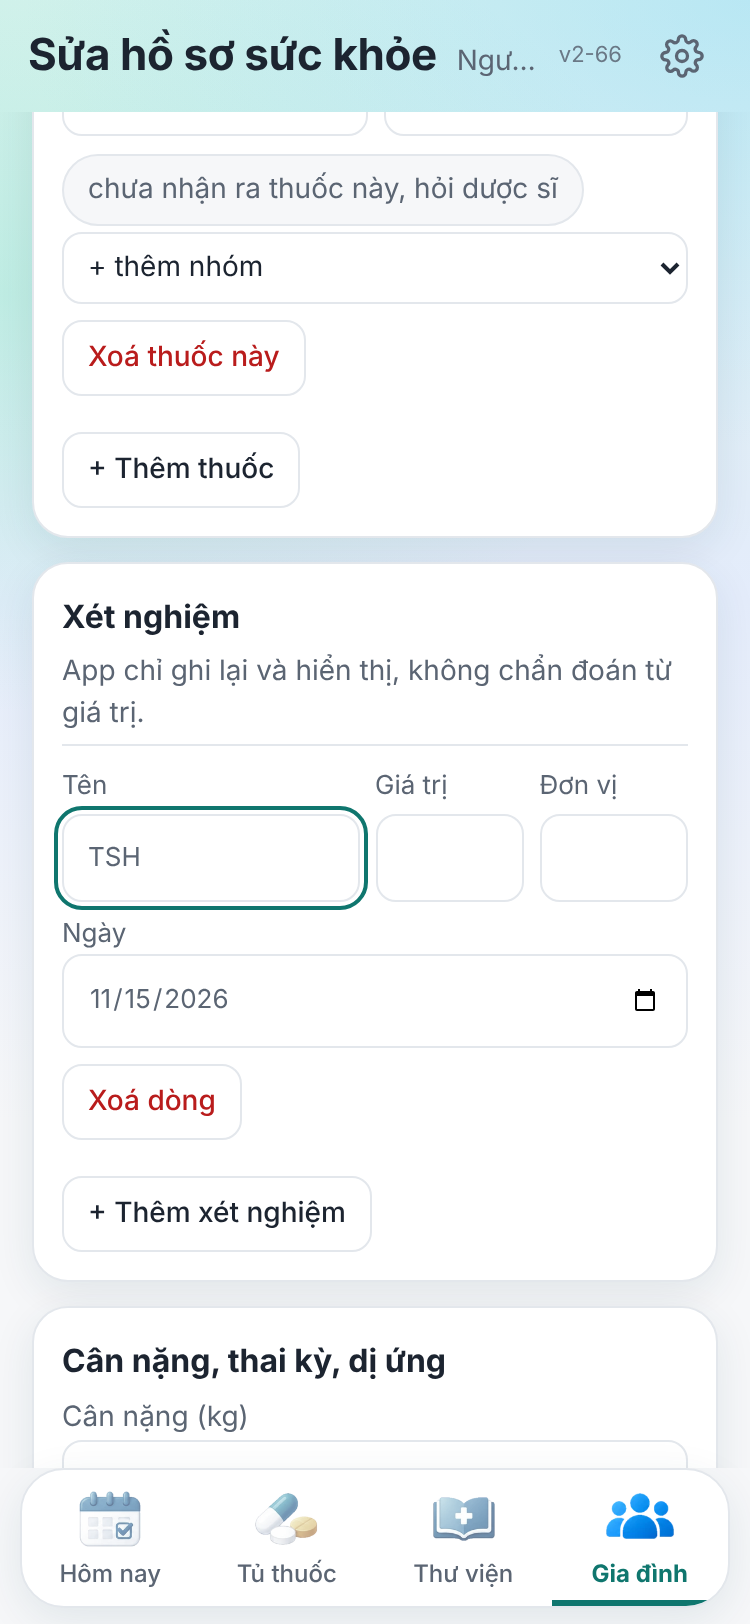 Sửa hồ sơ sức khỏe Ngư... v2-66
chưa nhận ra thuốc này, hỏi dược sĩ
+ thêm nhóm
Xoá thuốc này
+ Thêm thuốc
Xét nghiệm
App chỉ ghi lại và hiển thị, không chẩn đoán từ
giá trị.
Tên Giá trị Đơn vị
TSH
Ngày
11/15/2026
Xoá dòng
+ Thêm xét nghiệm
Cân nặng, thai kỳ, dị ứng
Cân nặng (kg)
Hôm nay Tủ thuốc Thư viện Gia đình